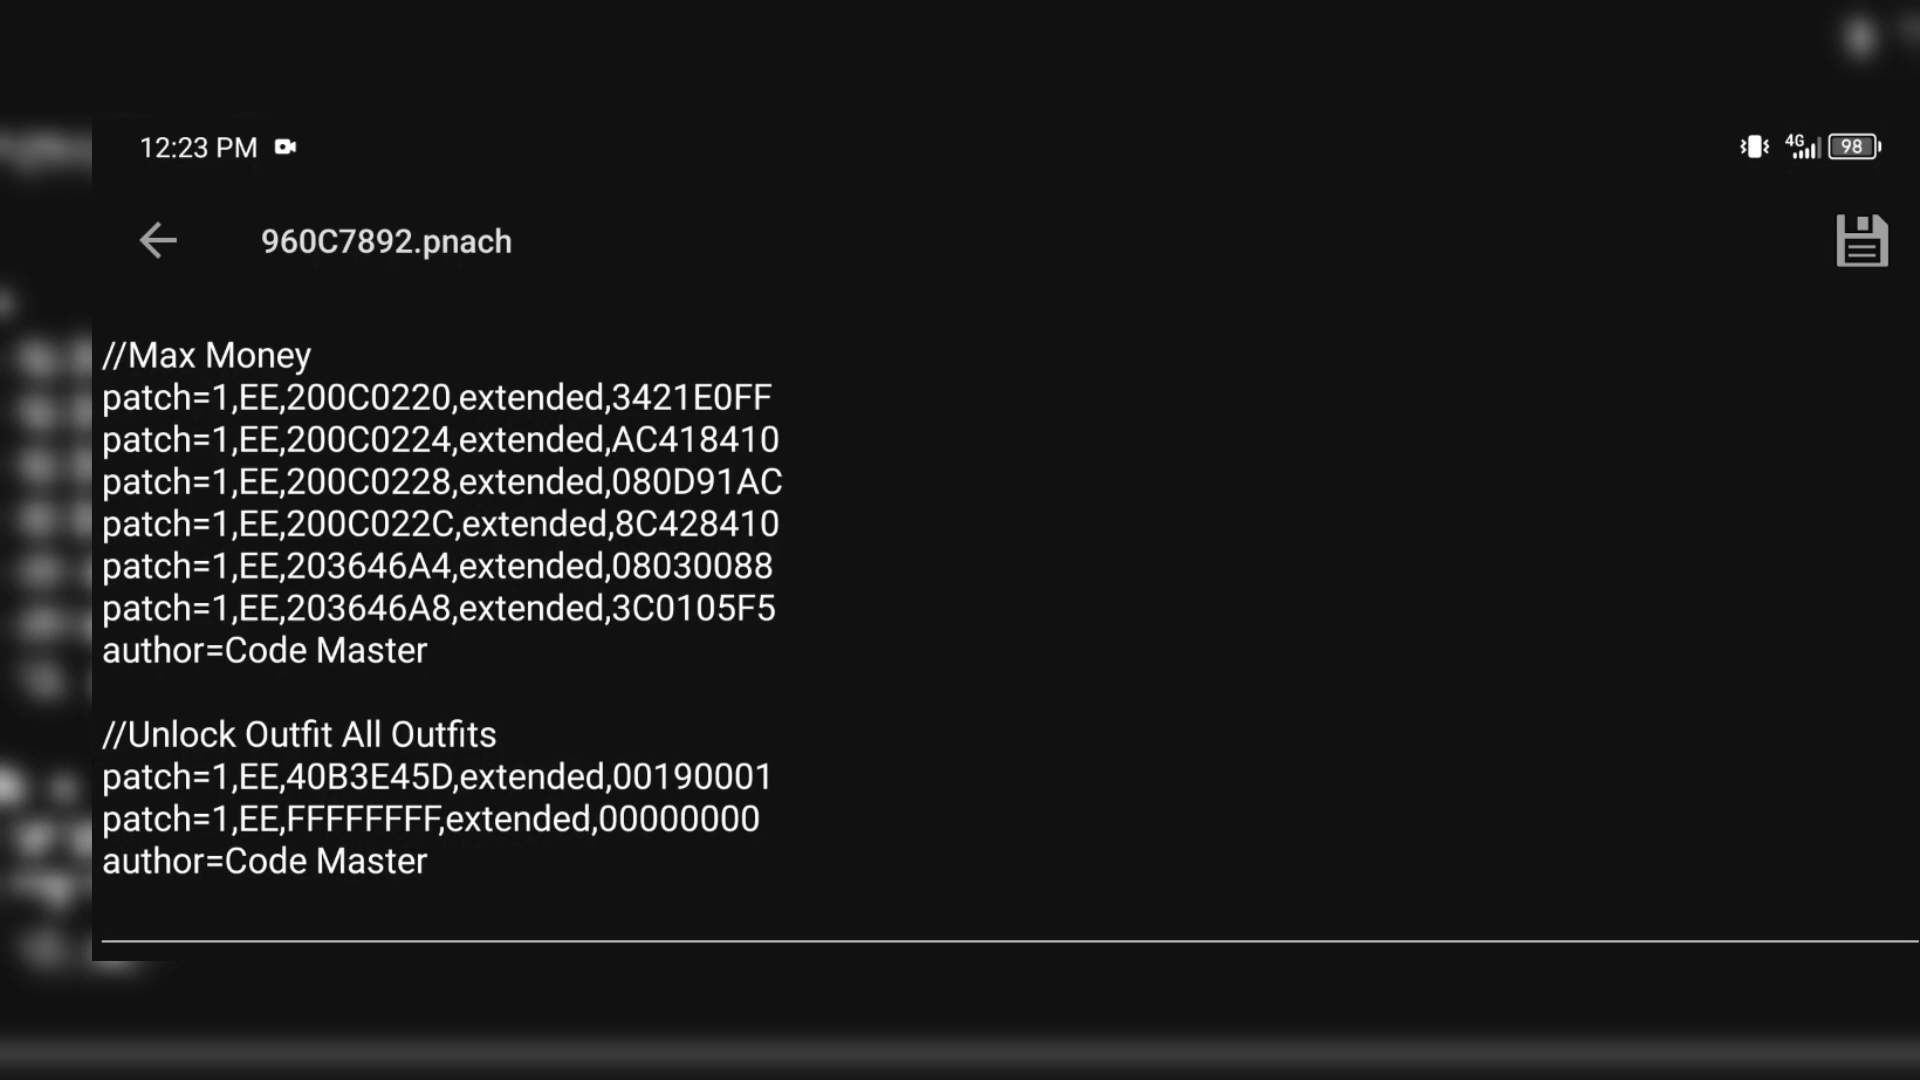 12:23 PM
4G
98
960C7892.pnach
//Max Money
patch=1,EE,200C0220,extended,3421E0FF
patch=1,EE,200C0224,extended,AC418410
patch=1,EE,200C0228,extended,080D91AC
patch=1,EE,200C022C,extended,8C428410
patch=1,EE,203646A4,extended,08030088
patch=1,EE,203646A8,extended,3C0105F5
author=Code Master
//Unlock Outfit All Outfits
patch=1,EE,40B3E45D,extended,00190001
patch=1,EE,FFFFFFFF,extended,00000000
author=Code Master